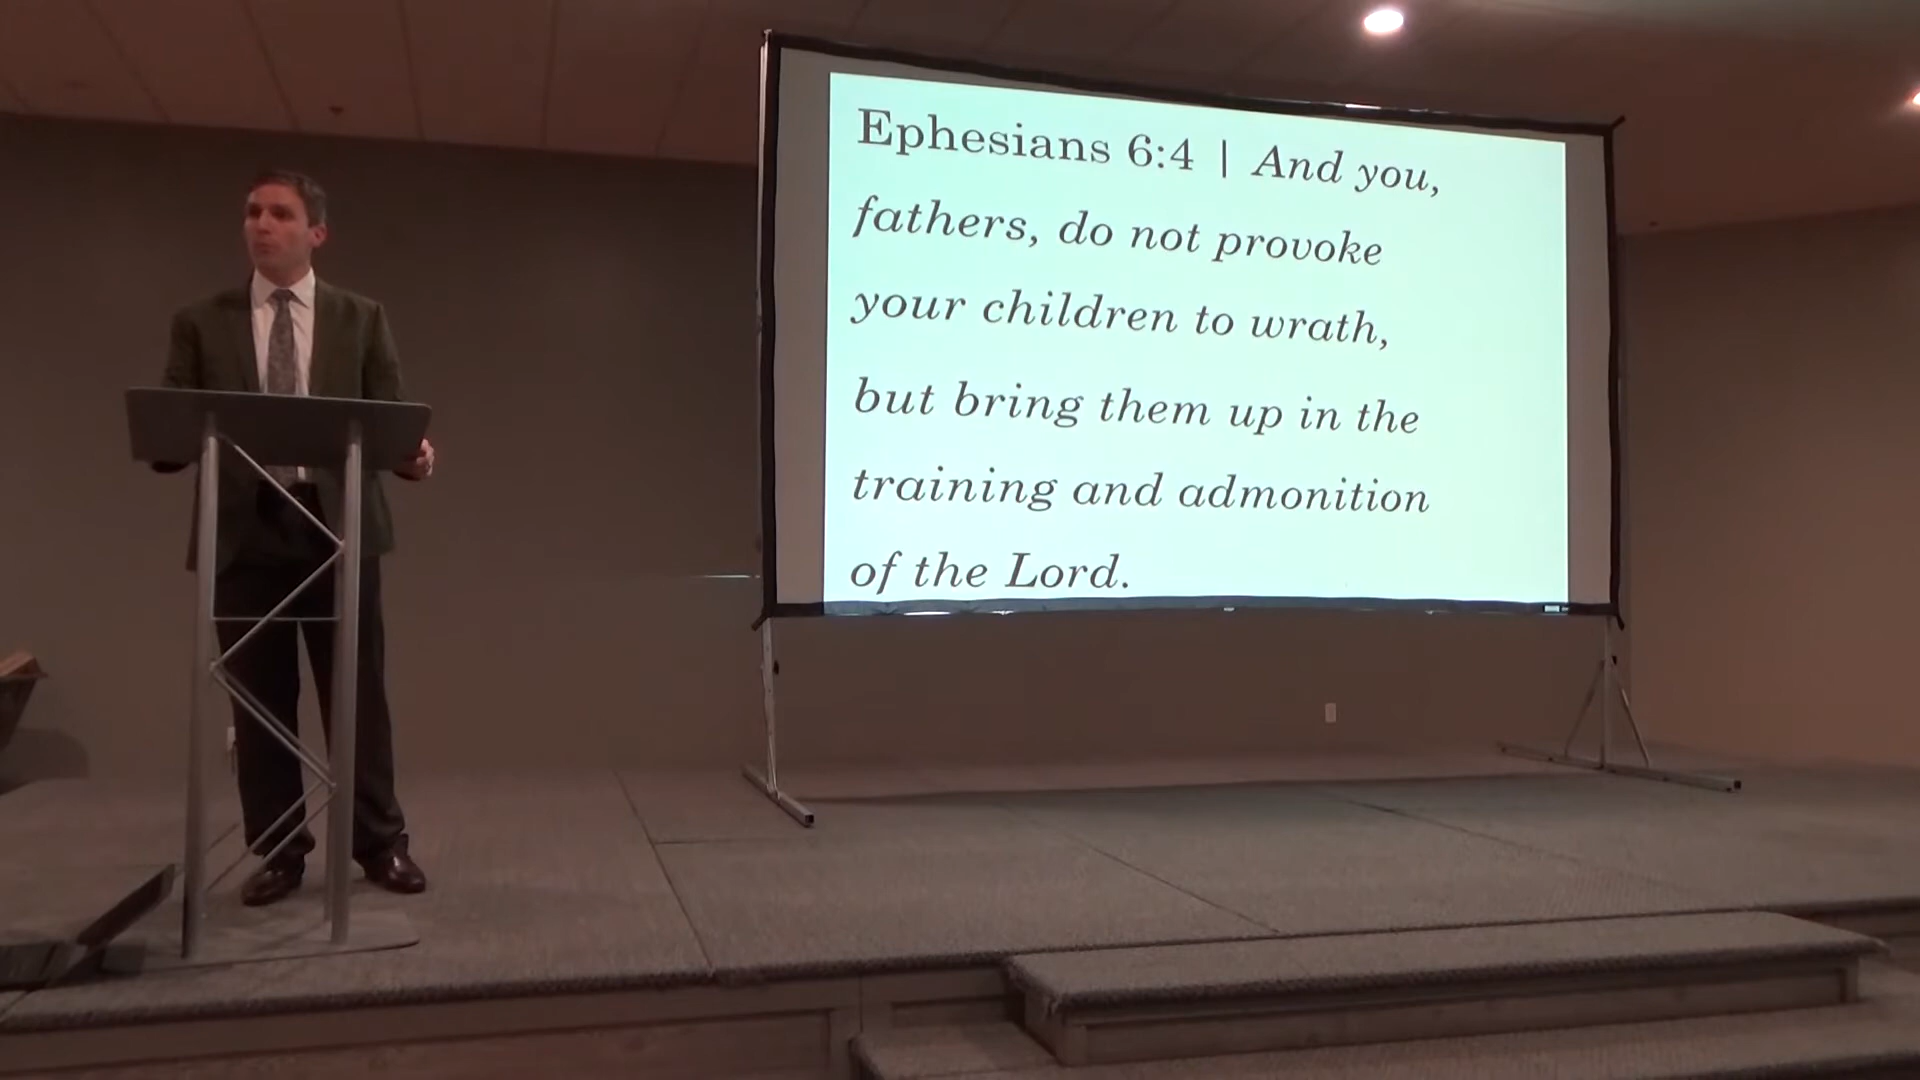 Ephesians 6:4 | And you,
fathers, do not provoke
your children to wrath,
but bring them up in the
training and admonition
of the Lord.